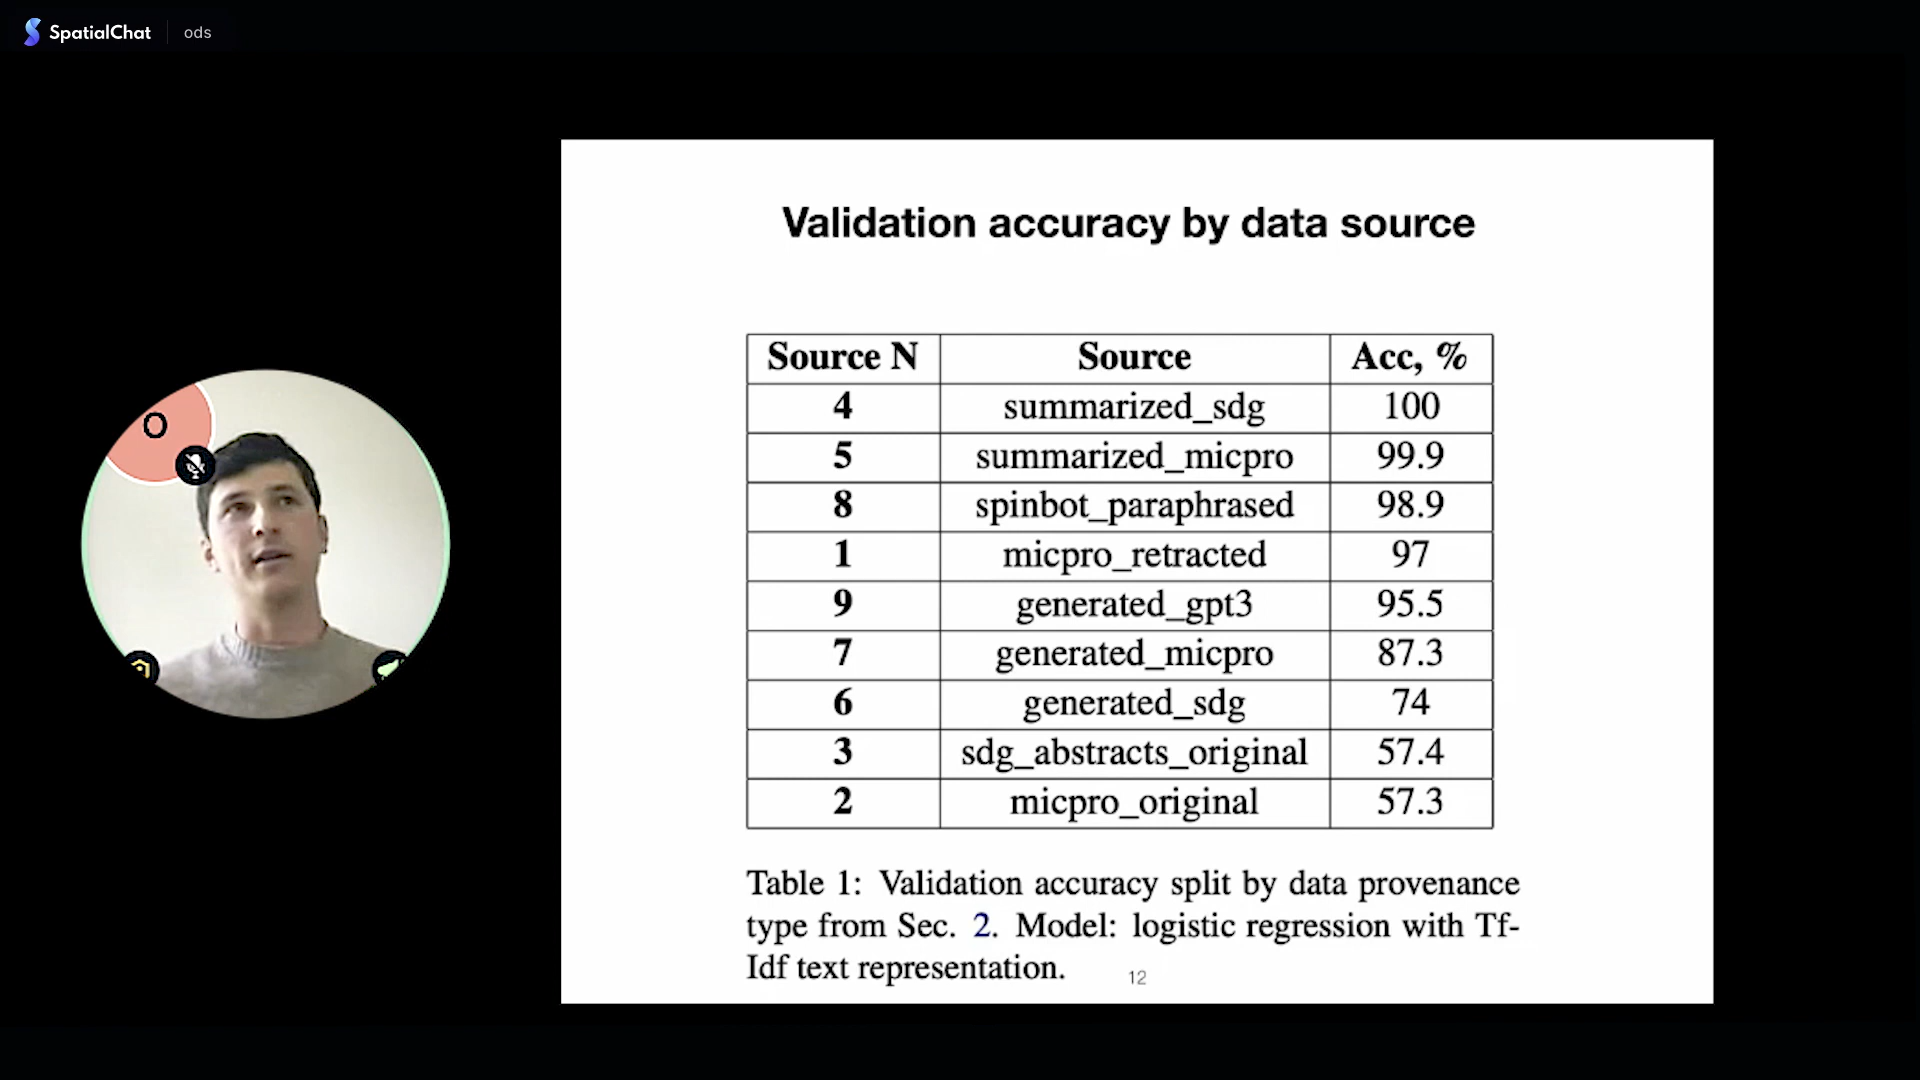 SpatialChat ods
O
Validation accuracy by data source
Source N Source Acc, %
4 summarized_sdg 100
5 summarized_micpro 99.9
8 spinbot_paraphrased 98.9
1 micpro_retracted 97
9 generated_gpt3 95.5
7 generated_micpro 87.3
6 generated_sdg 74
3 sdg_abstracts_original 57.4
2 micpro_original 57.3
Table 1: Validation accuracy split by data provenance
type from Sec. 2. Model: logistic regression with Tf-
Idf text representation.
12